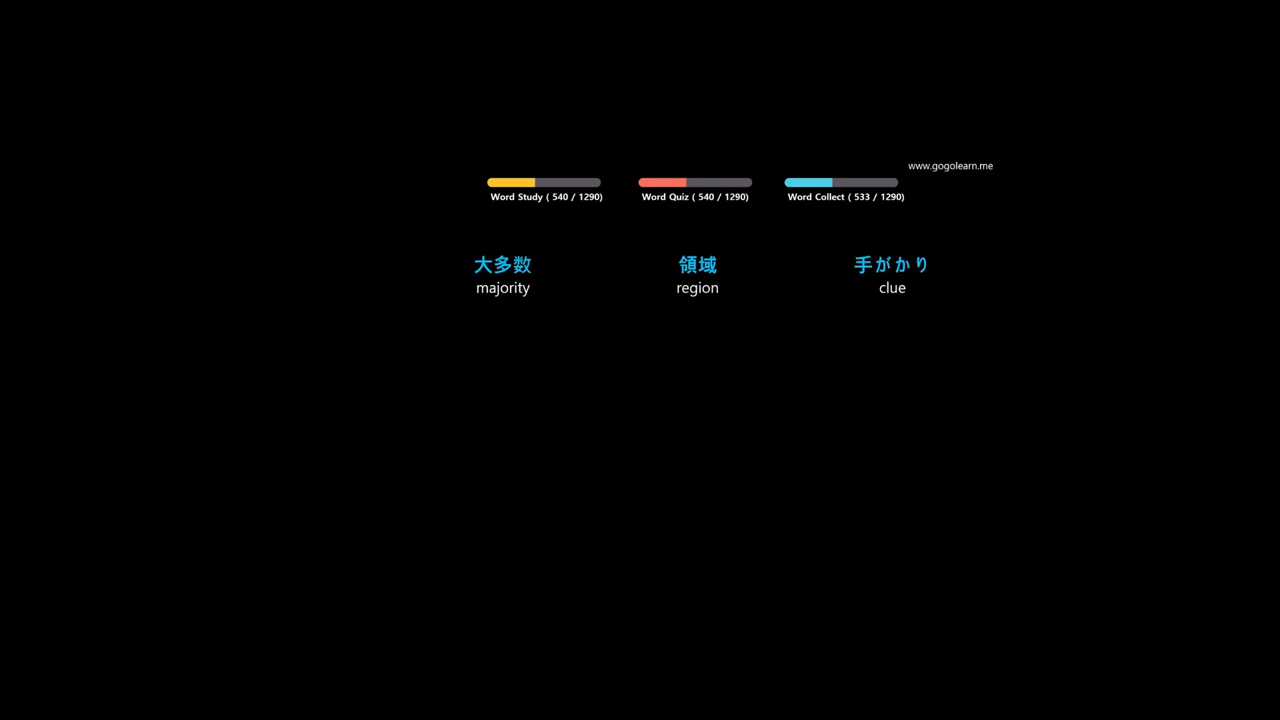 www.gogolearn.me
Word Study ( 540 / 1290)
Word Quiz ( 540 / 1290)
Word Collect ( 533 / 1290)
大多数
領域
手がかり
majority
region
clue